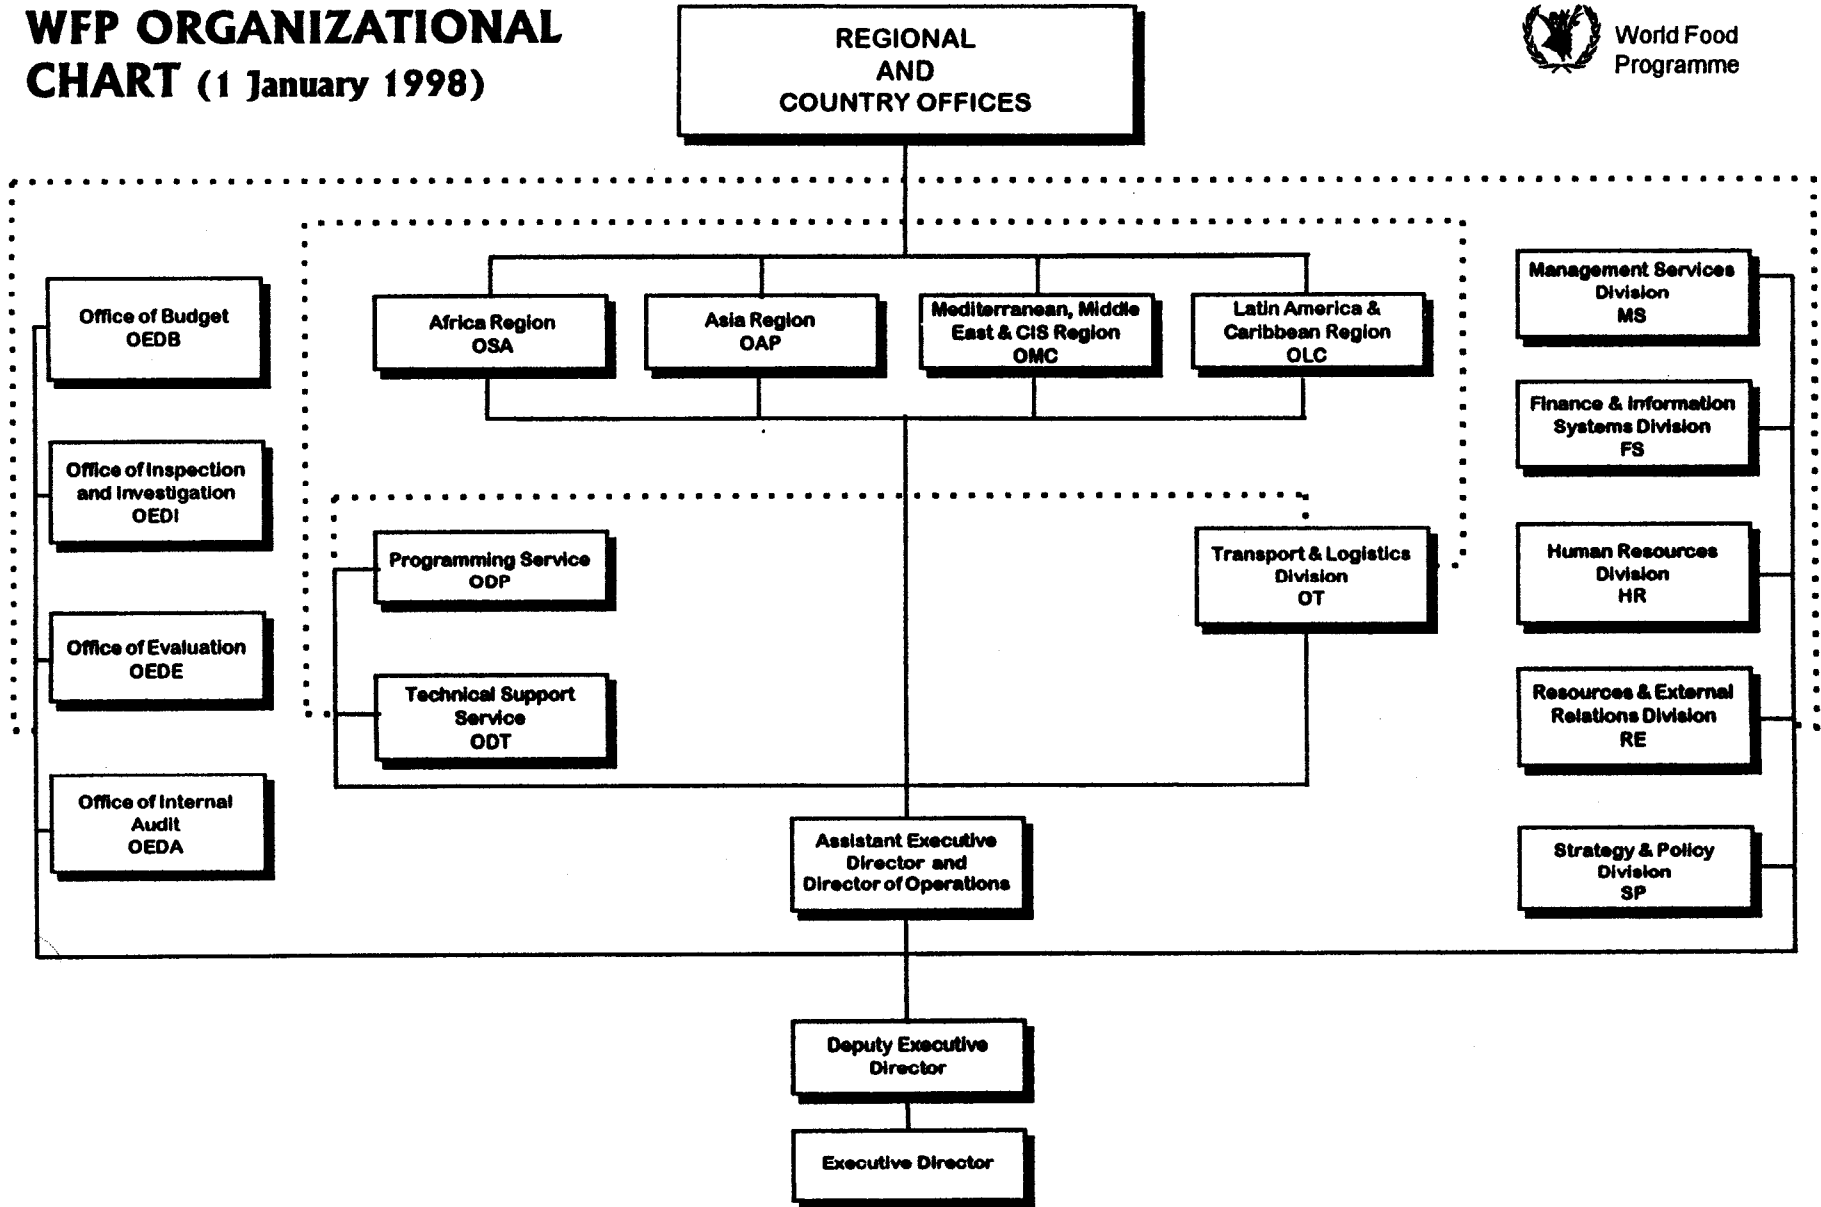 WFP ORGANIZATIONAL
CHART (1 January 1998)
REGIONAL
AND
COUNTRY OFFICES
World Food
Programme
Office of Budget
OEDB
Office of Inspection
and Investigation
OEDI
Office of Evaluation
OEDE
Office of Internal
Audit
OEDA
Africa Region
OSA
Asia Region
OAP
Mediterranean, Middle
East & CIS Region
OMC
Latin America &
Caribbean Region
OLC
Programming Service
ODP
Technical Support
Service
ODT
Transport & Logistics
Division
OT
Management Services
Division
MS
Finance & Information
Systems Division
FS
Human Resources
Division
HR
Resources & External
Relations Division
RE
Strategy & Policy
Division
SP
Assistant Executive
Director and
Director of Operations
Deputy Executive
Director
Executive Director